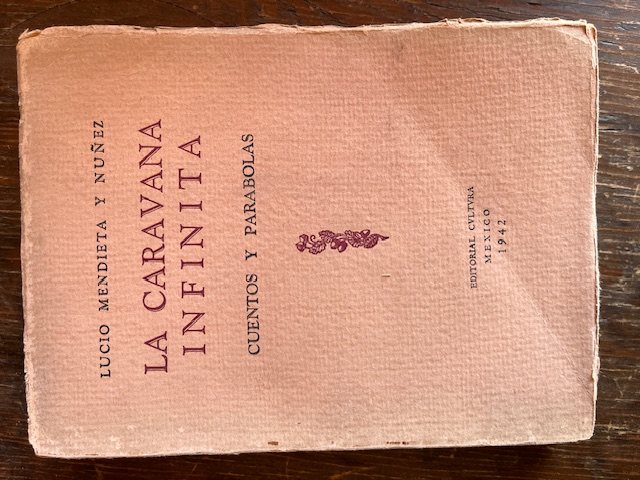 LUCIO MENDIETA Y NUÑEZ
LA CARAVANA
INFINITA
CUENTOS Y PARABOLAS
EDITORIAL CVLTVRA
MEXICO
1942